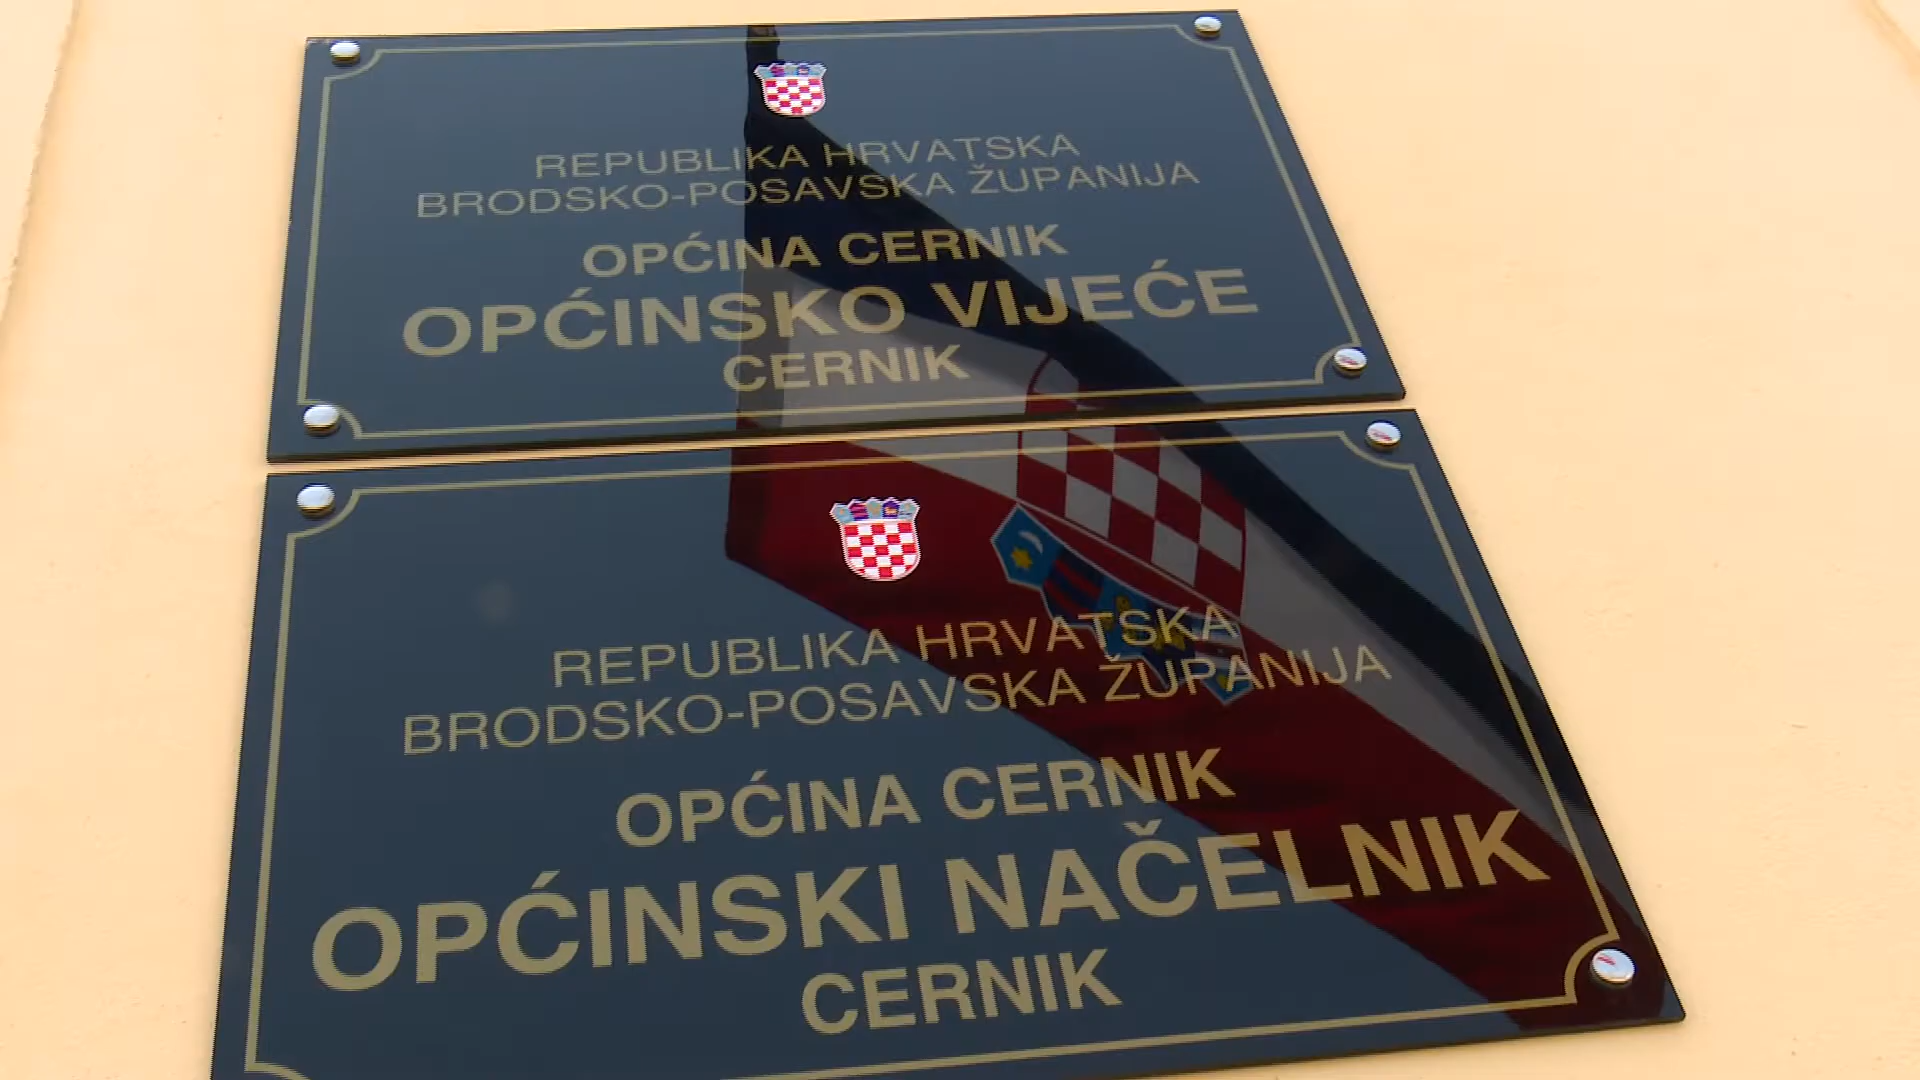 REPUBLIKA HRVATSKA
BRODSKO-POSAVSKA ŽUPANIJA
OPĆINA CERNIK
OPĆINSKO VIJEĆE
CERNIK
REPUBLIKA HRVATSKA
BRODSKO-POSAVSKA ŽUPANIJA
OPĆINA CERNIK
OPĆINSKI NAČELNIK
CERNIK